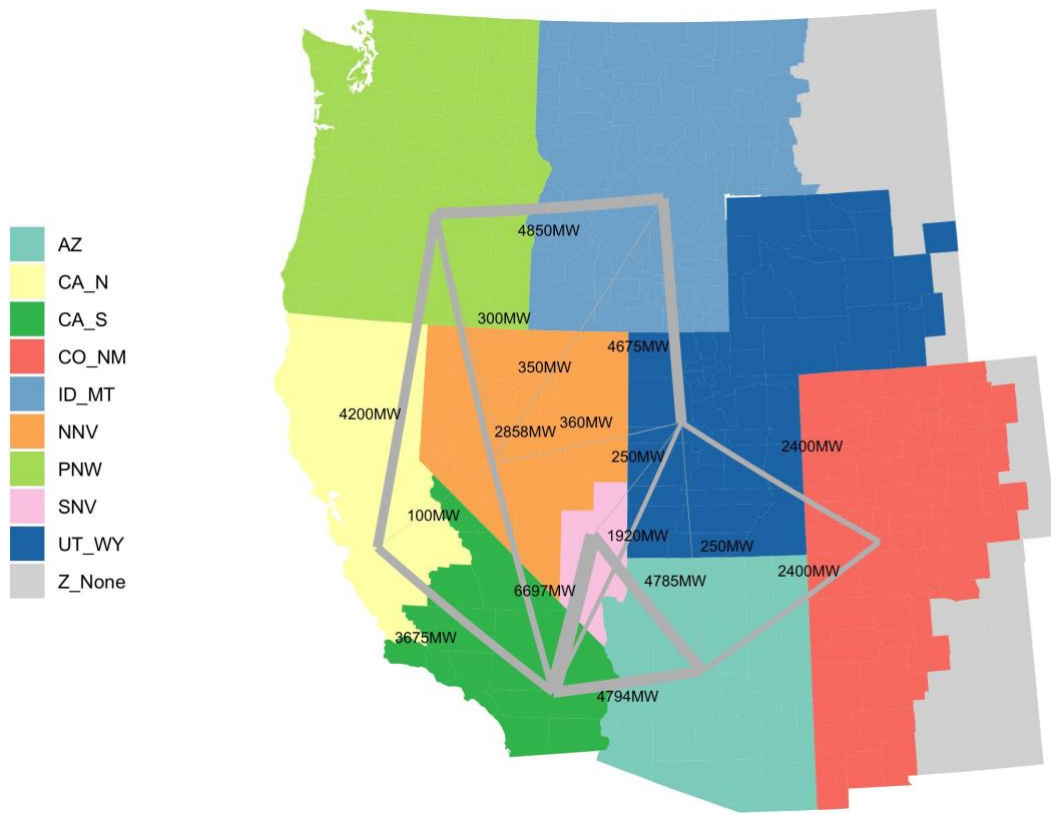 AZ
CA_N
CA_S
CO_NM
ID_MT
NNV
PNW
SNV
UT_WY
Z_None
4850MW
300MW
4675MW
350MW
4200MW
360MW
2858MW
2400MW
250MW
100MW
1920MW
250MW
2400MW
4785MW
6697MW
3675MW
4794MW